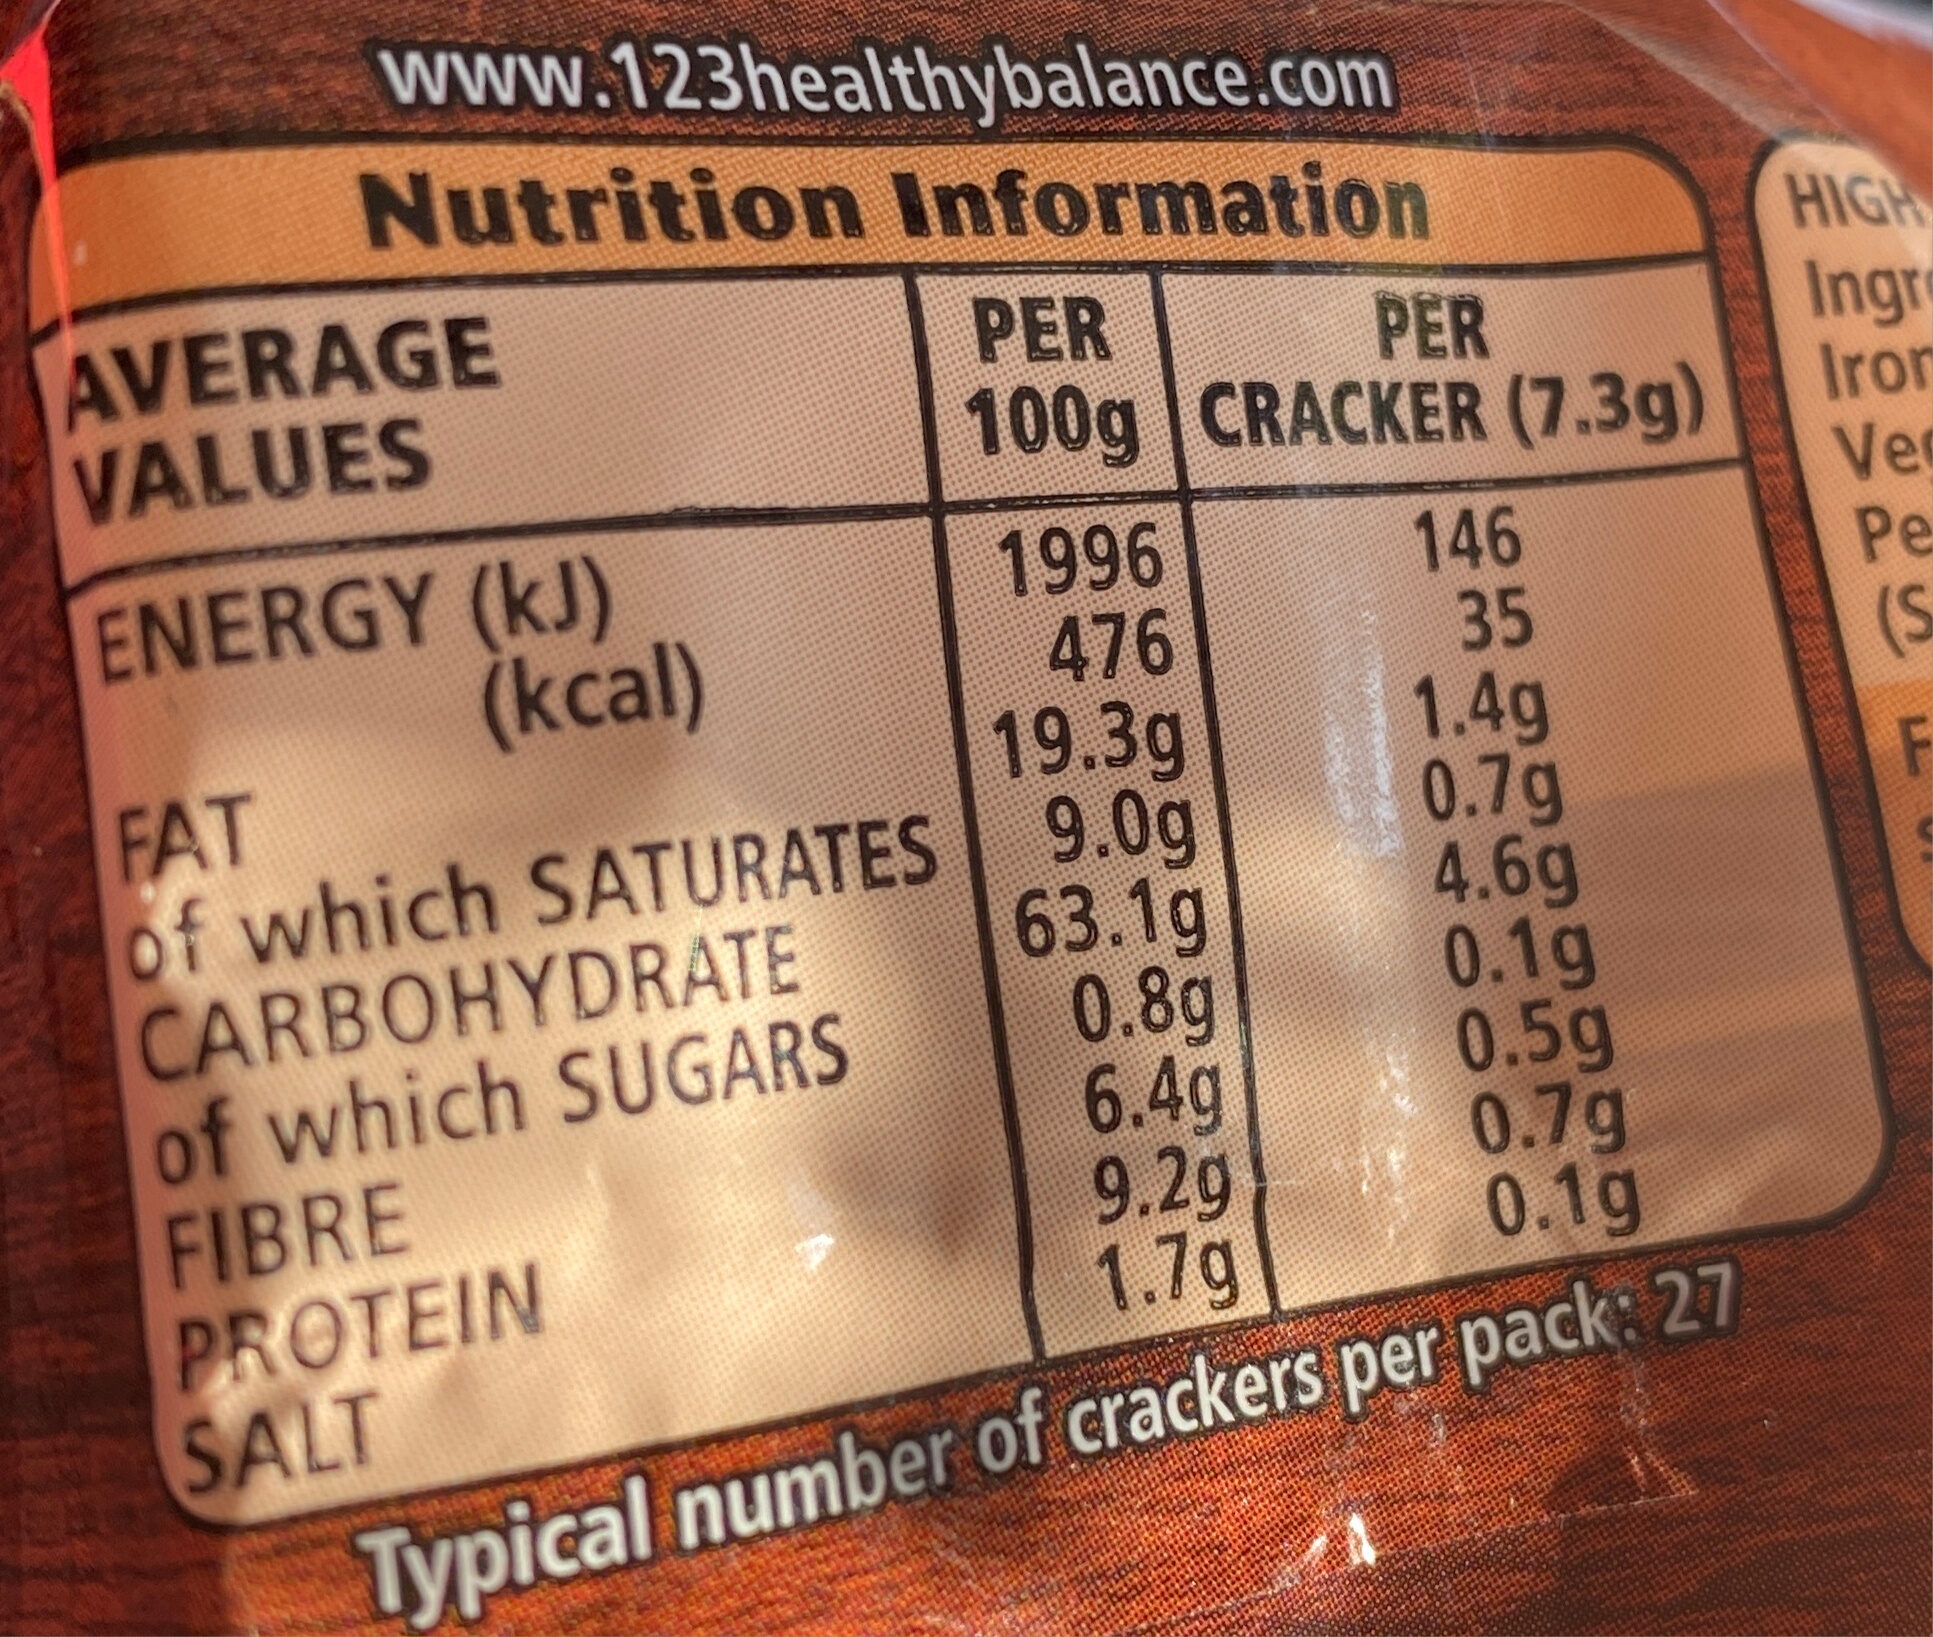 www.123healthybalance.com
Nutrition Information
AVERAGE VALUES PER 100g PER CRACKER (7.3g)
ENERGY (kJ) 1996 146
(kcal) 476 35
FAT 19.3g 1.4g
of which SATURATES 9.0g 0.7g
CARBOHYDRATE 63.1g 4.6g
of which SUGARS 0.8g 0.1g
FIBRE 6.4g 0.5g
PROTEIN 9.2g 0.7g
SALT 1.7g 0.1g
Typical number of crackers per pack: 27
HIGH
Iron